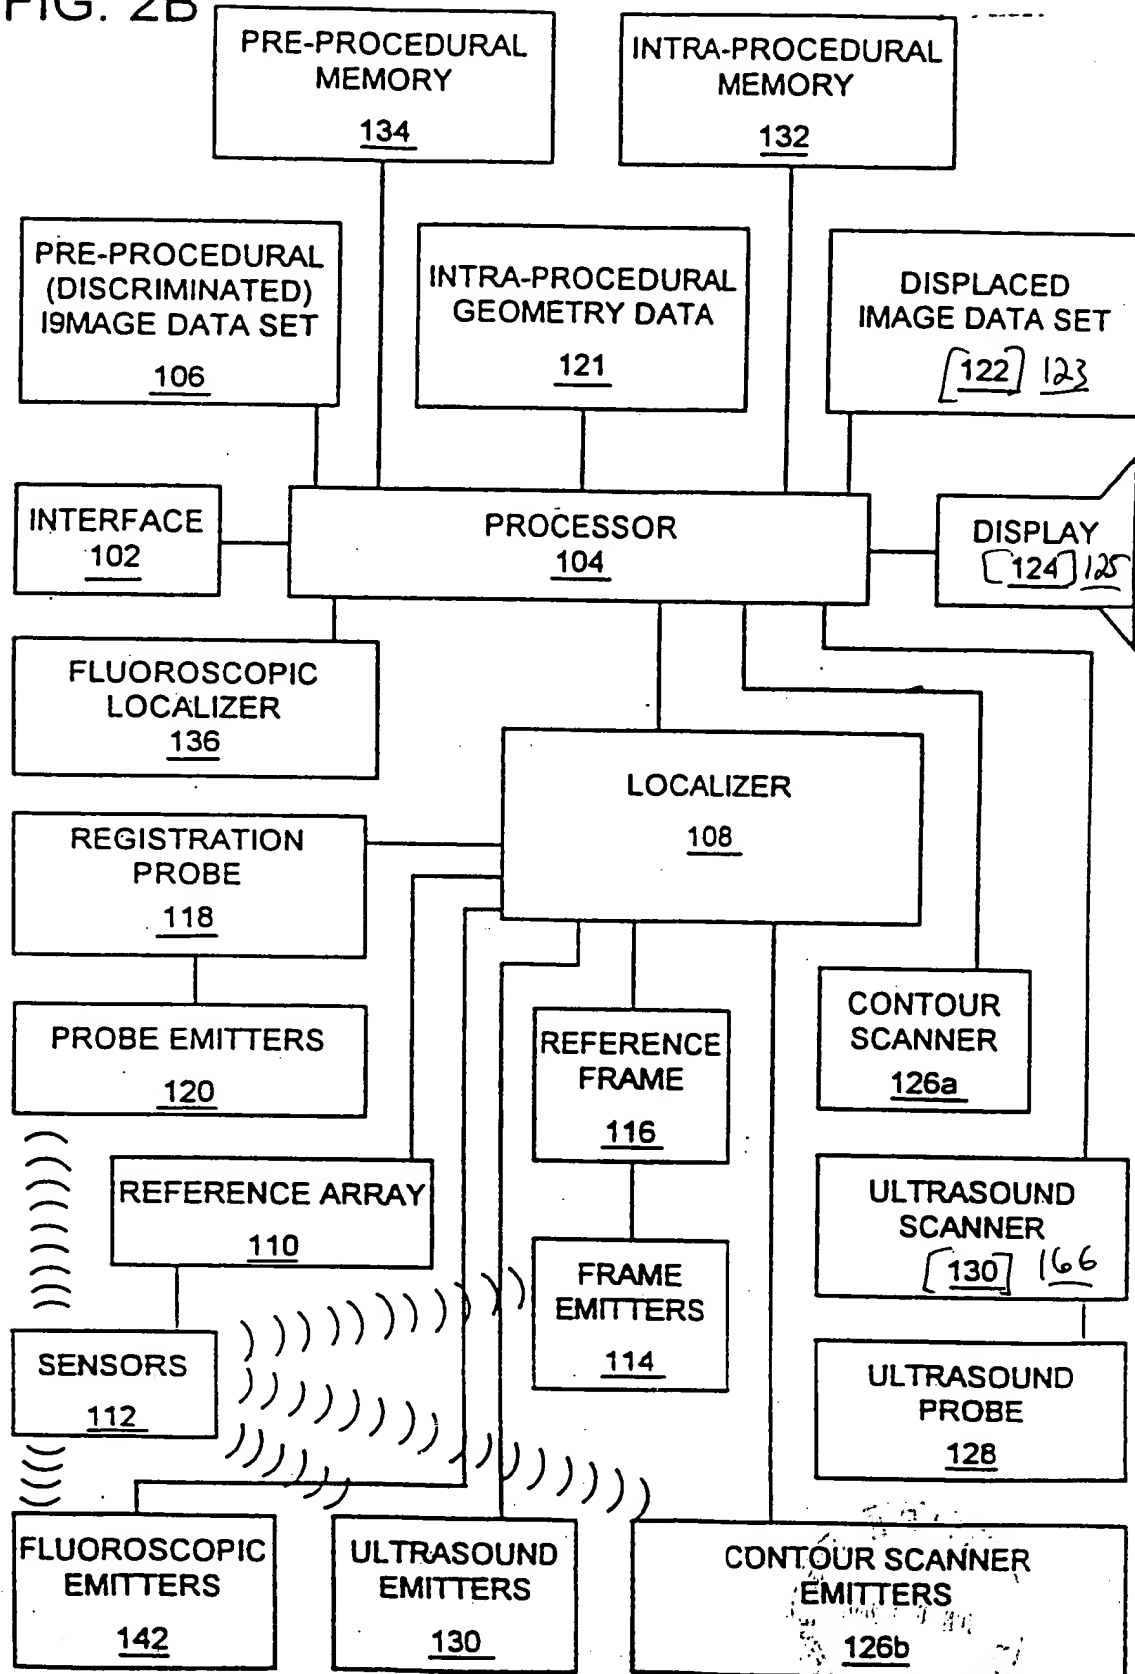 FIG. 2B
PRE-PROCEDURAL
MEMORY
134
INTRA-PROCEDURAL
MEMORY
132
PRE-PROCEDURAL
(DISCRIMINATED)
I9MAGE DATA SET
106
INTRA-PROCEDURAL
GEOMETRY DATA
121
DISPLACED
IMAGE DATA SET
[122] 123
INTERFACE
102
PROCESSOR
104
DISPLAY
[124] 125
FLUOROSCOPIC
LOCALIZER
136
LOCALIZER
108
REGISTRATION
PROBE
118
PROBE EMITTERS
120
REFERENCE
FRAME
116
CONTOUR
SCANNER
126a
REFERENCE ARRAY
110
ULTRASOUND
SCANNER
[130] 166
FRAME
EMITTERS
114
SENSORS
112
ULTRASOUND
PROBE
128
FLUOROSCOPIC
EMITTERS
142
ULTRASOUND
EMITTERS
130
CONTOUR SCANNER
EMITTERS
126b